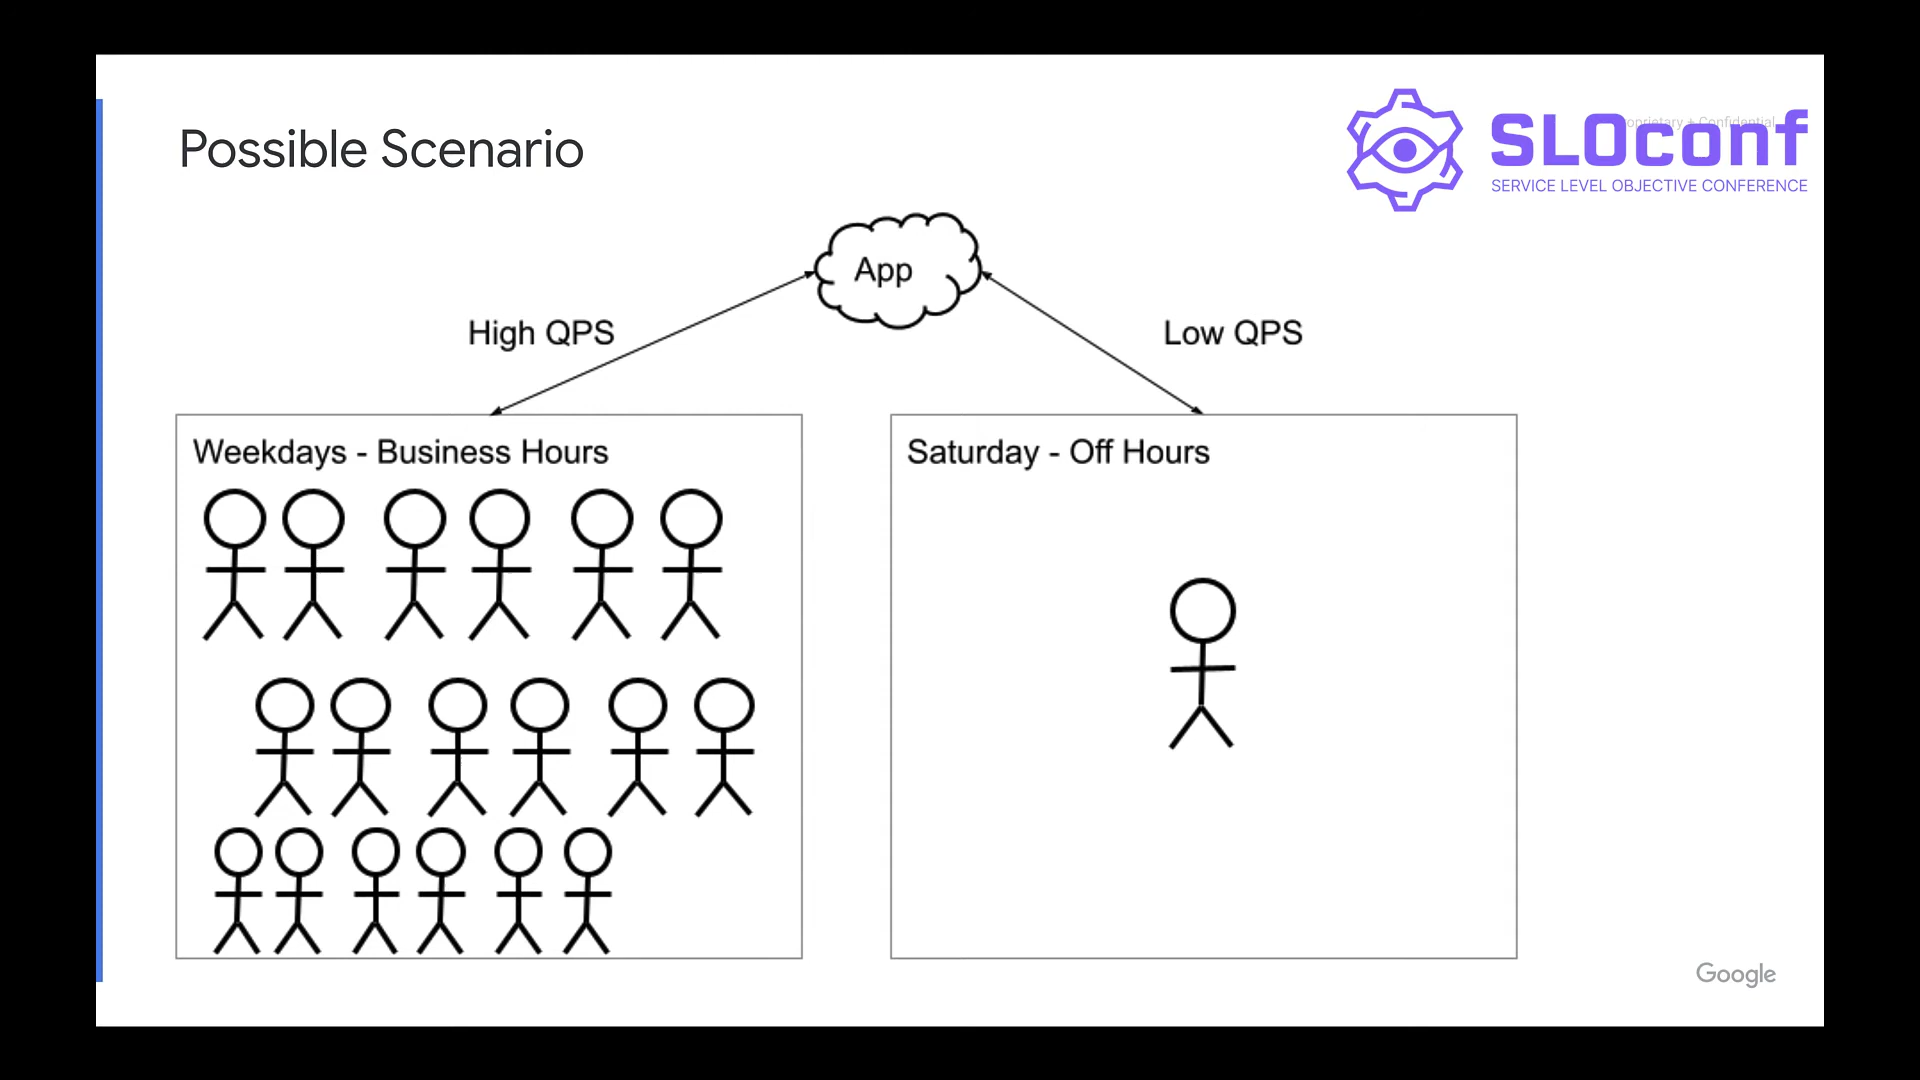 Possible Scenario
SLOconf
SERVICE LEVEL OBJECTIVE CONFERENCE
App
High QPS
Low QPS
Weekdays - Business Hours
Saturday - Off Hours
Google